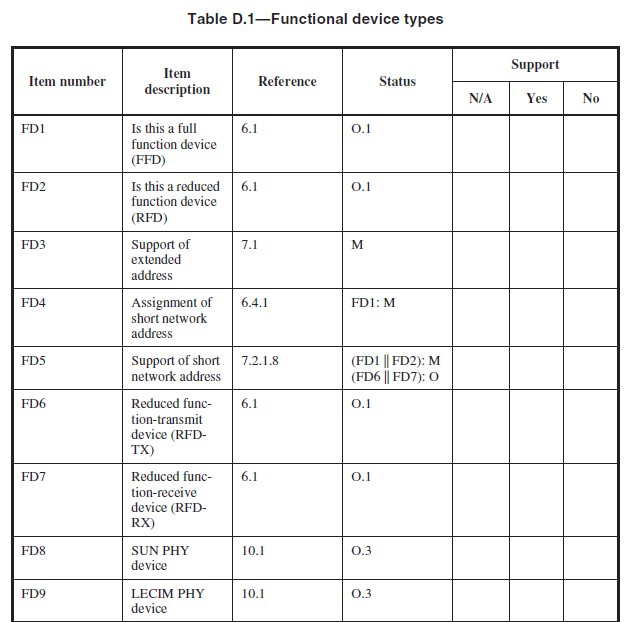 Table D.1—Functional device types
Item number
Item
description
Reference
Status
Support
N/A
Yes
No
FD1
Is this a full
function device
(FFD)
6.1
O.1
FD2
Is this a reduced
function device
(RFD)
6.1
O.1
FD3
Support of
extended
address
7.1
M
FD4
Assignment of
short network
address
6.4.1
FD1: M
FD5
Support of short
network address
7.2.1.8
(FD1 || FD2): M
(FD6 || FD7): O
FD6
Reduced func-
tion-transmit
device (RFD-
TX)
6.1
O.1
FD7
Reduced func-
tion-receive
device (RFD-
RX)
6.1
O.1
FD8
SUN PHY
device
10.1
O.3
FD9
LECIM PHY
device
10.1
O.3